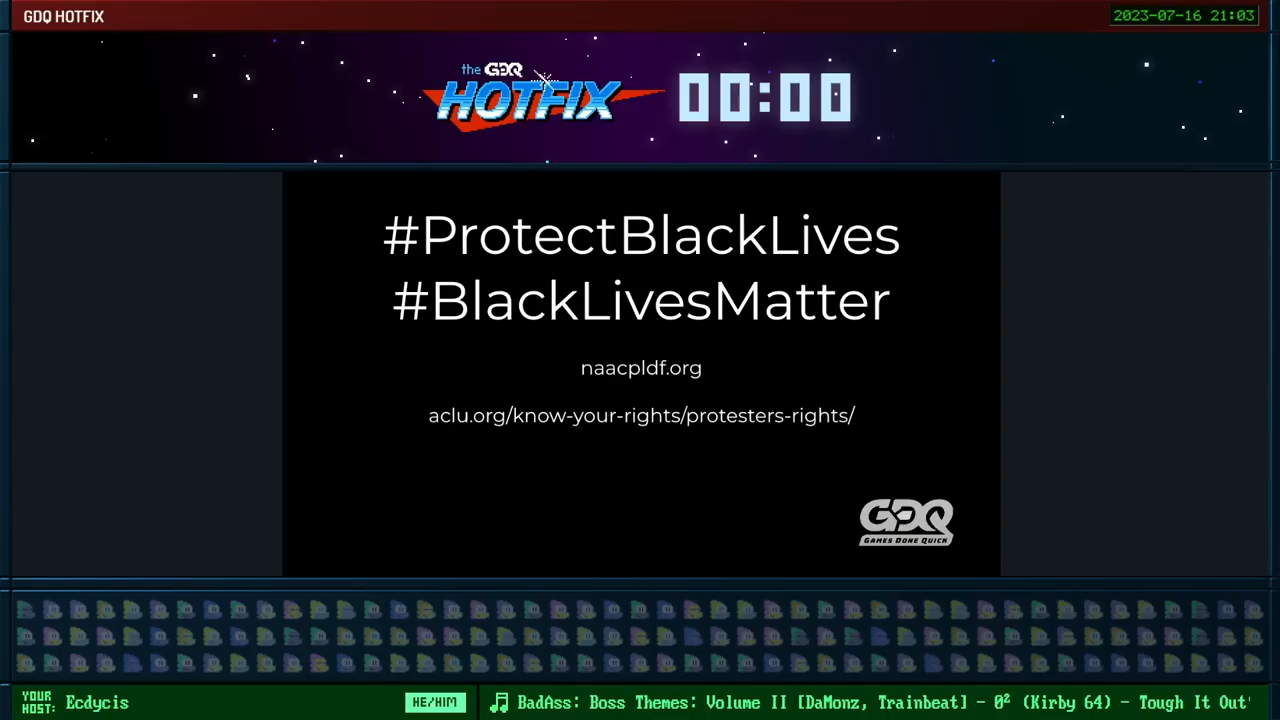 GDQ HOTFIX
2023-07-16 21:03
the GDQ
HOTFIX
00:00
#ProtectBlackLives
#BlackLivesMatter
naacpldf.org
aclu.org/know-your-rights/protesters-rights/
GDQ
GAMES DONE QUICK
YOUR
HOST:
Ecdycis
HE/HIM
BadAss: Boss Themes: Volume II [DaMonz, Trainbeat] - 0² (Kirby 64) - Tough It Out